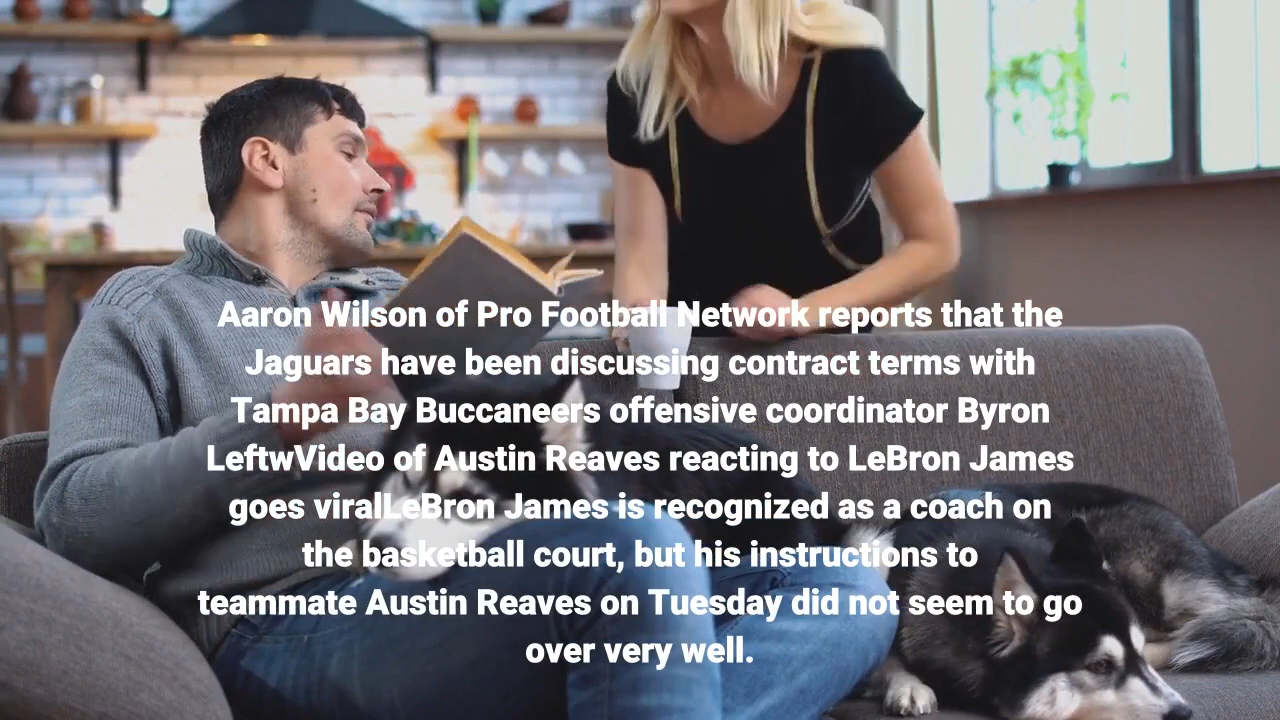 Aaron Wilson of Pro Football Network reports that the
Jaguars have been discussing contract terms with
Tampa Bay Buccaneers offensive coordinator Byron
LeftwVideo of Austin Reaves reacting to LeBron James
goes viralLeBron James is recognized as a coach on
the basketball court, but his instructions to
teammate Austin Reaves on Tuesday did not seem to go
over very well.